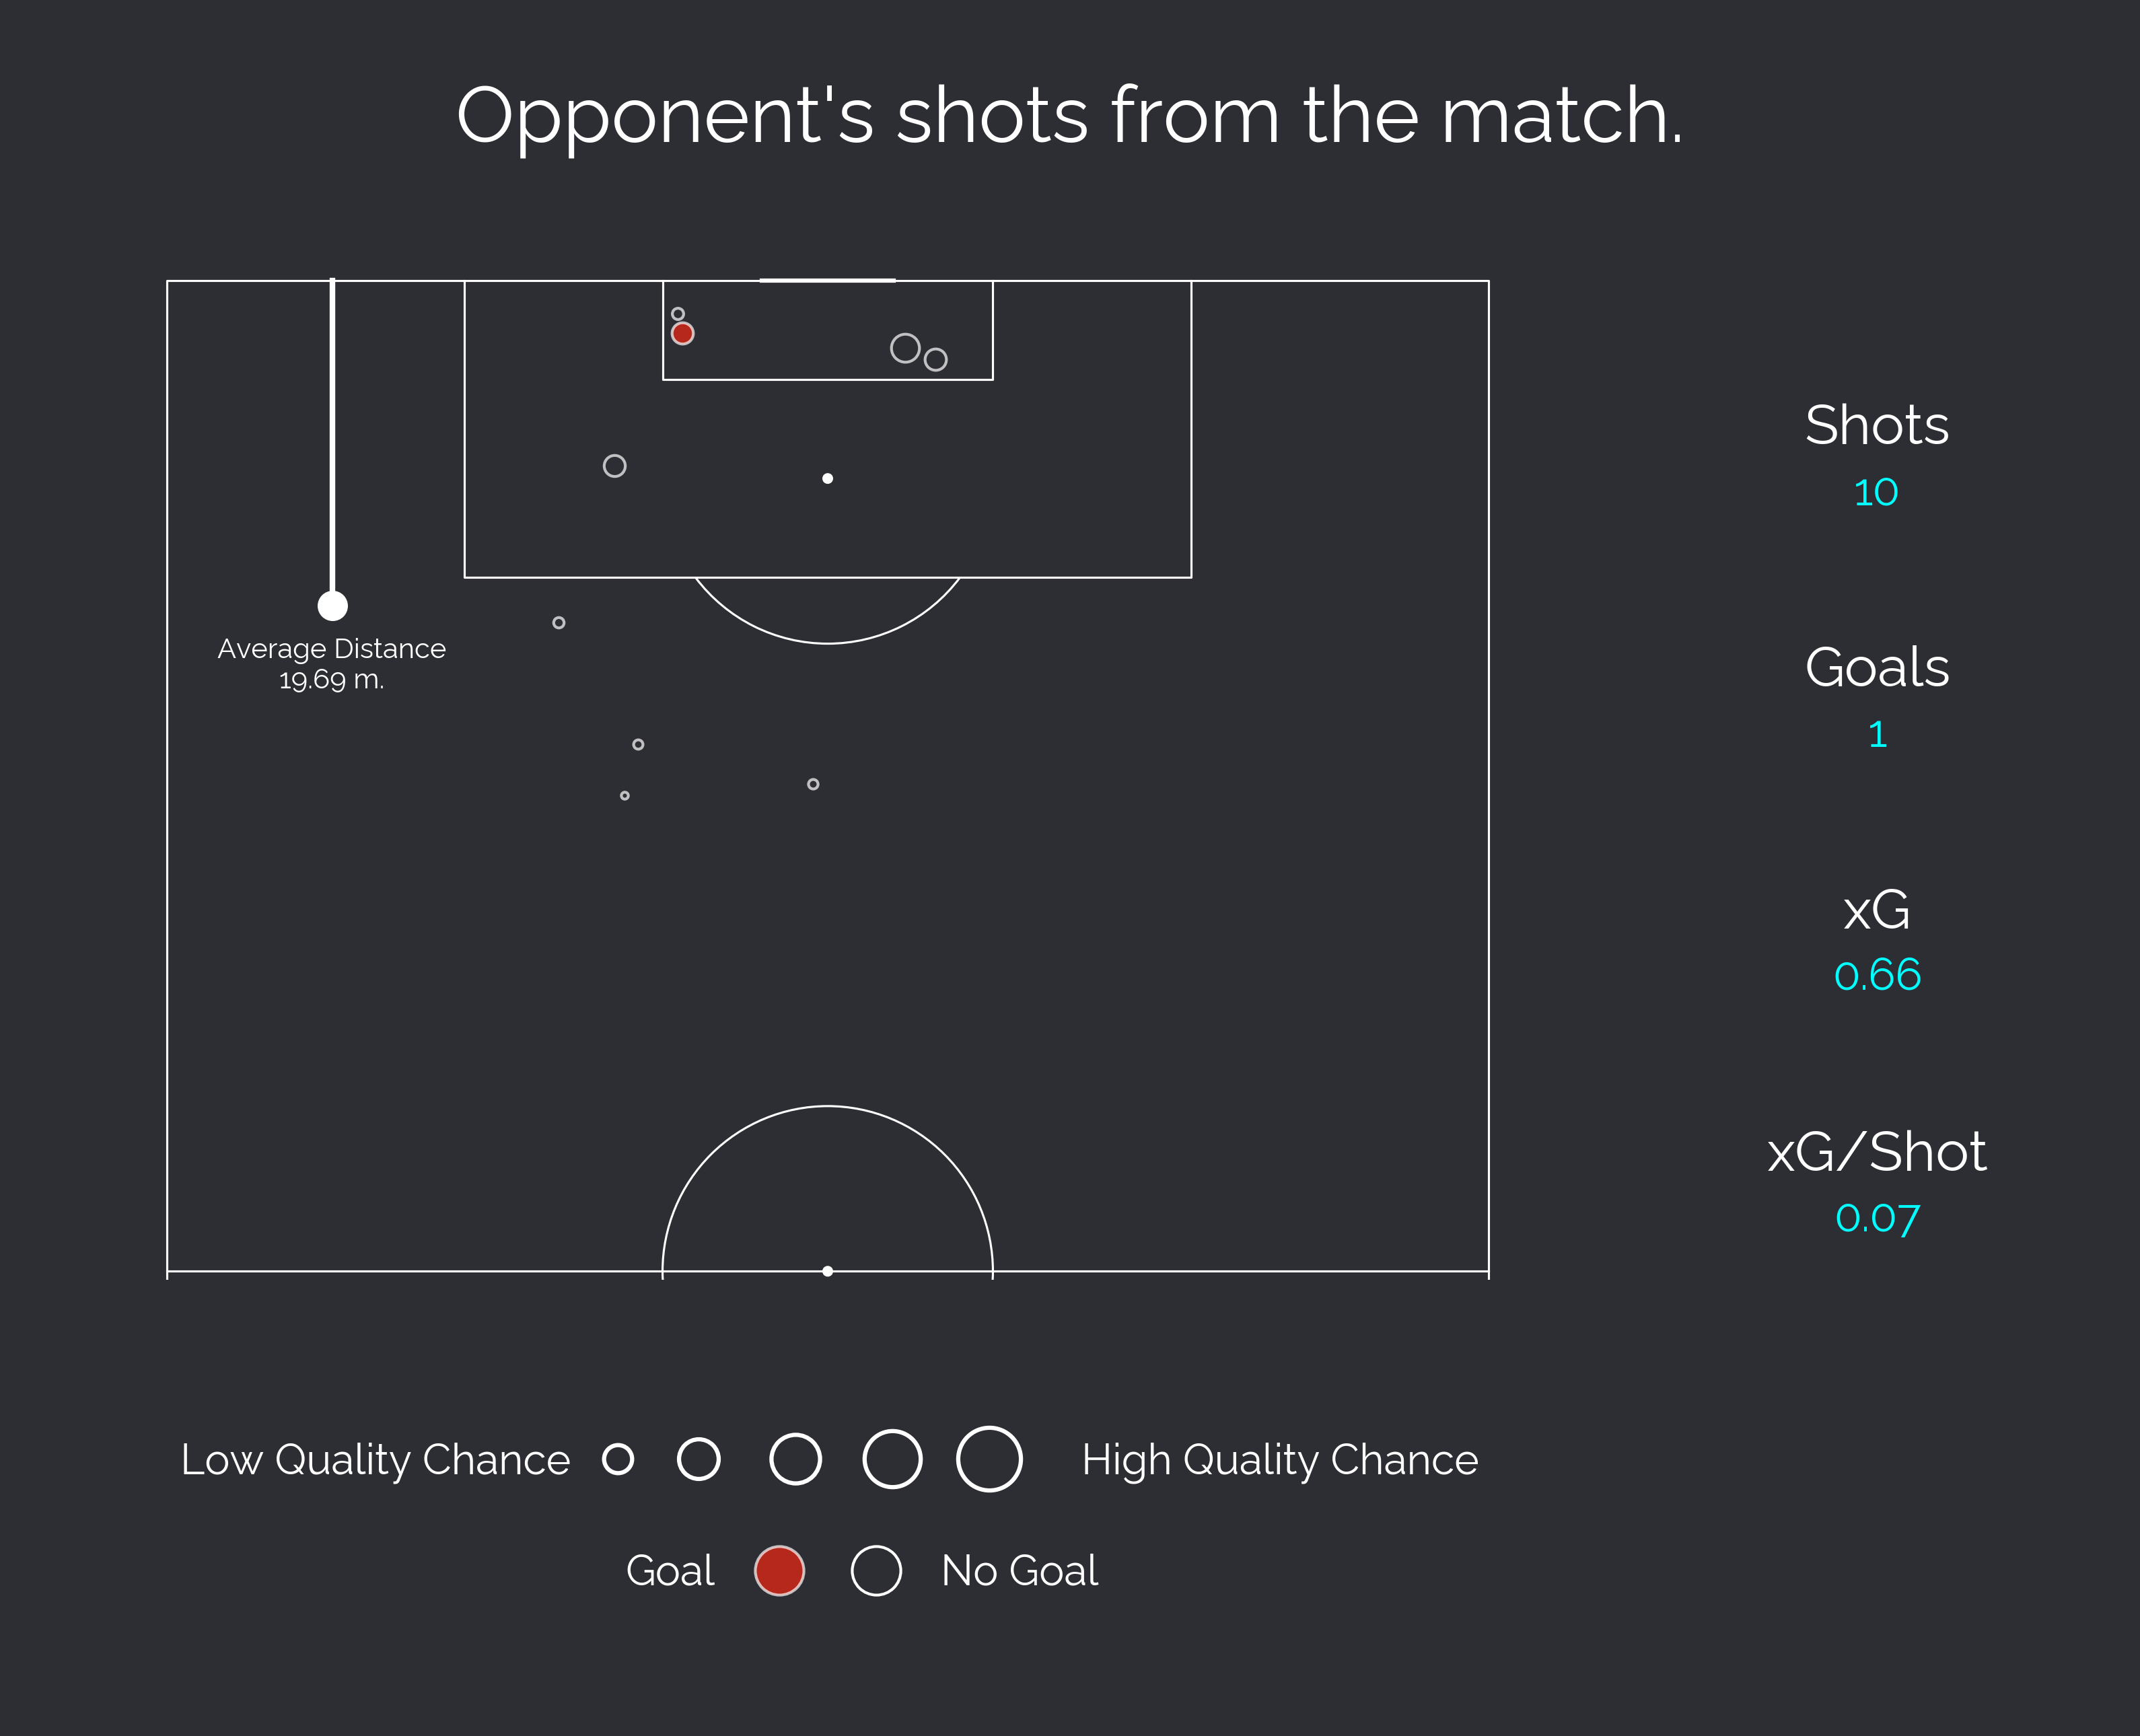 Opponent's shots from the match.
Average Distance
19.69 m.
Shots
10
Goals
1
xG
0.66
xG/Shot
0.07
Low Quality Chance
High Quality Chance
Goal
No Goal